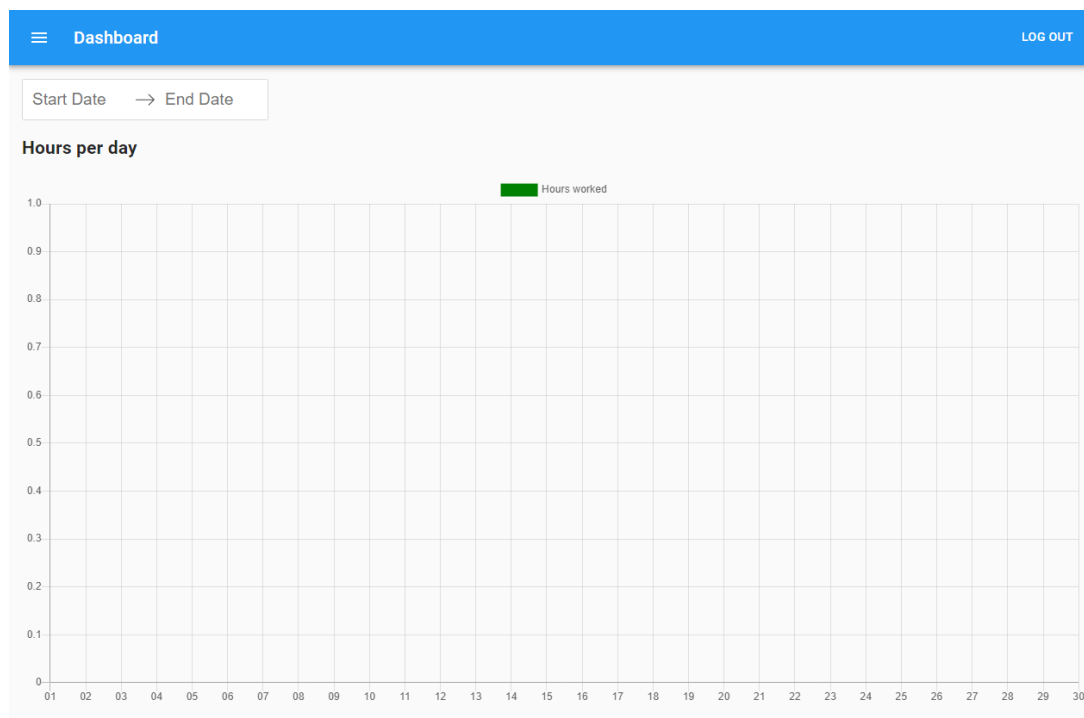 Dashboard LOG OUT
Start Date → End Date
Hours per day
Hours worked
1.0
0.9
0.8
0.7
0.6
0.5
0.4
0.3
0.2
0.1
0
01 02 03 04 05 06 07 08 09 10 11 12 13 14 15 16 17 18 19 20 21 22 23 24 25 26 27 28 29 30